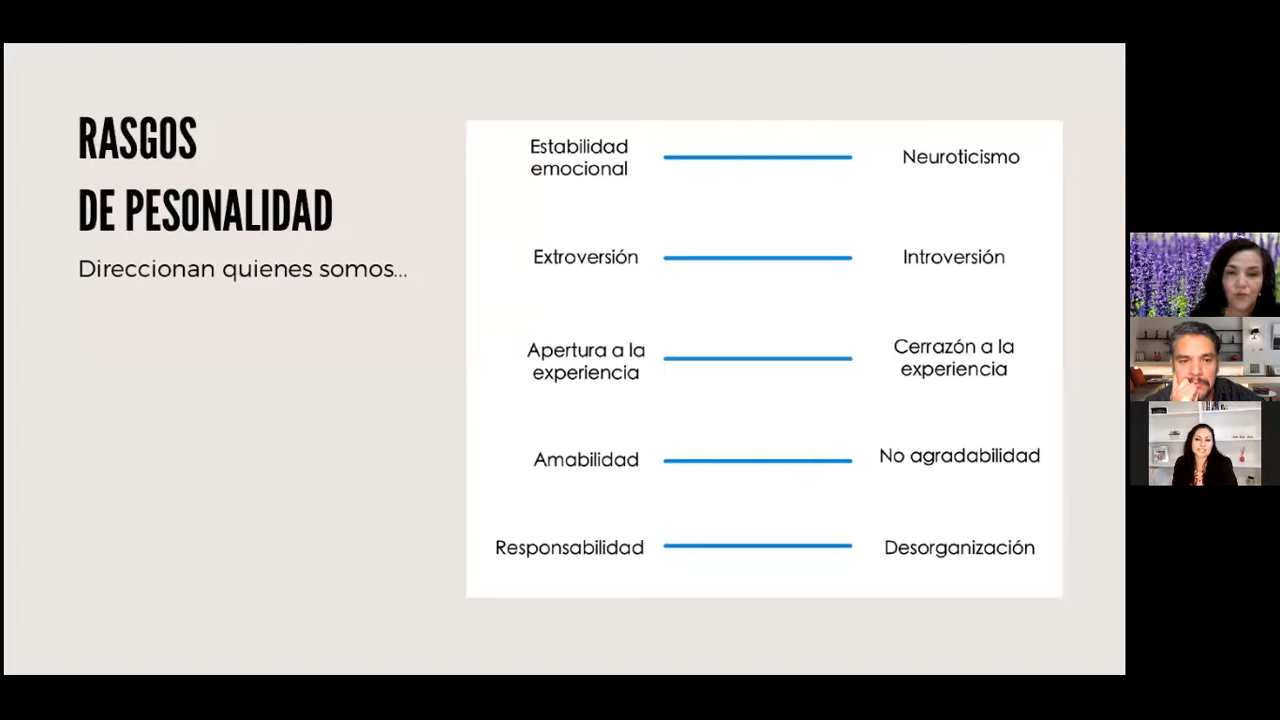 RASGOS
DE PESONALIDAD
Direccionan quienes somos...
Estabilidad
emocional
Neuroticismo
Extroversión
Introversión
Apertura a la
experiencia
Cerrazón a la
experiencia
Amabilidad
No agradabilidad
Responsabilidad
Desorganización